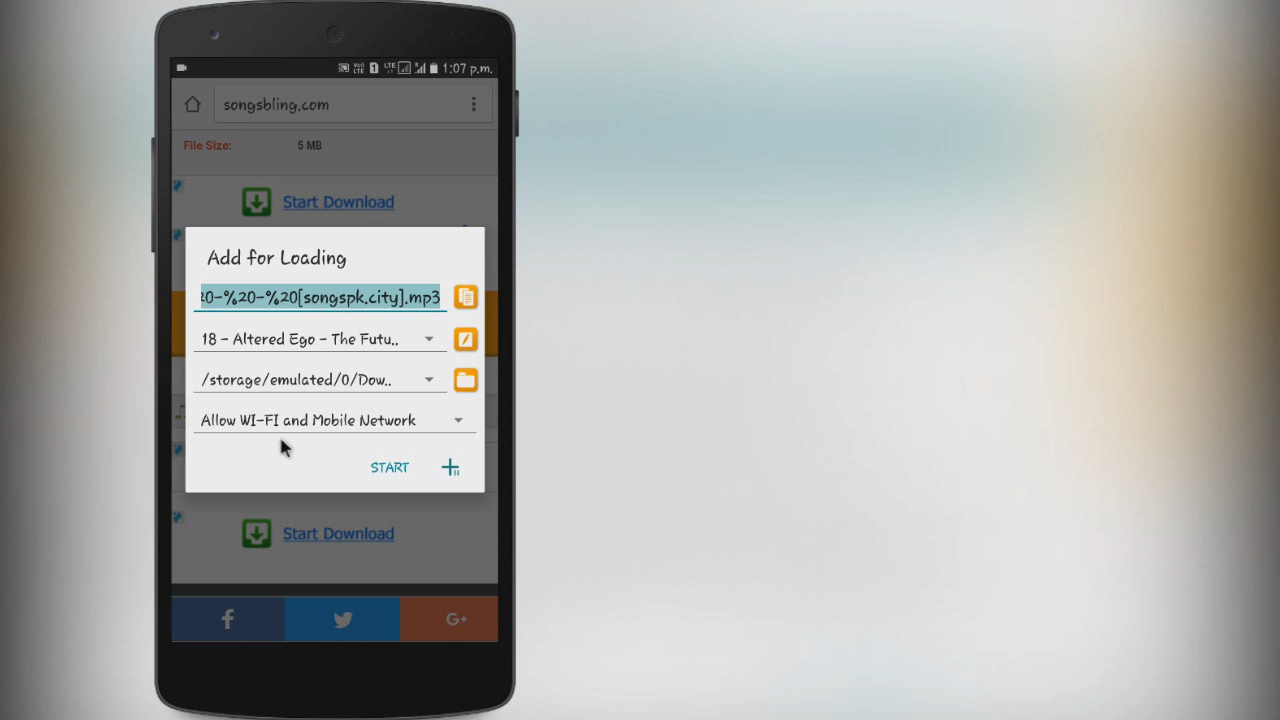 1:07 p.m.
songsbling.com
File Size: 5 MB
Start Download
Add for Loading
20-%20-%20[songspk.city].mp3
18 - Altered Ego - The Futu..
/storage/emulated/0/Dow..
Allow WI-FI and Mobile Network
START
Start Download
f
G+